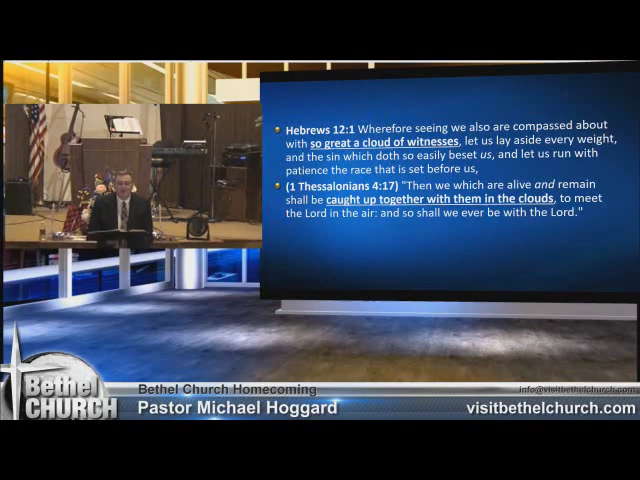 Hebrews 12:1 Wherefore seeing we also are compassed about
with so great a cloud of witnesses, let us lay aside every weight,
and the sin which doth so easily beset us, and let us run with
patience the race that is set before us,
(1 Thessalonians 4:17) "Then we which are alive and remain
shall be caught up together with them in the clouds, to meet
the Lord in the air: and so shall we ever be with the Lord."
Bethel
CHURCH
Bethel Church Homecoming
info@visitbethelchurch.com
Pastor Michael Hoggard
visitbethelchurch.com